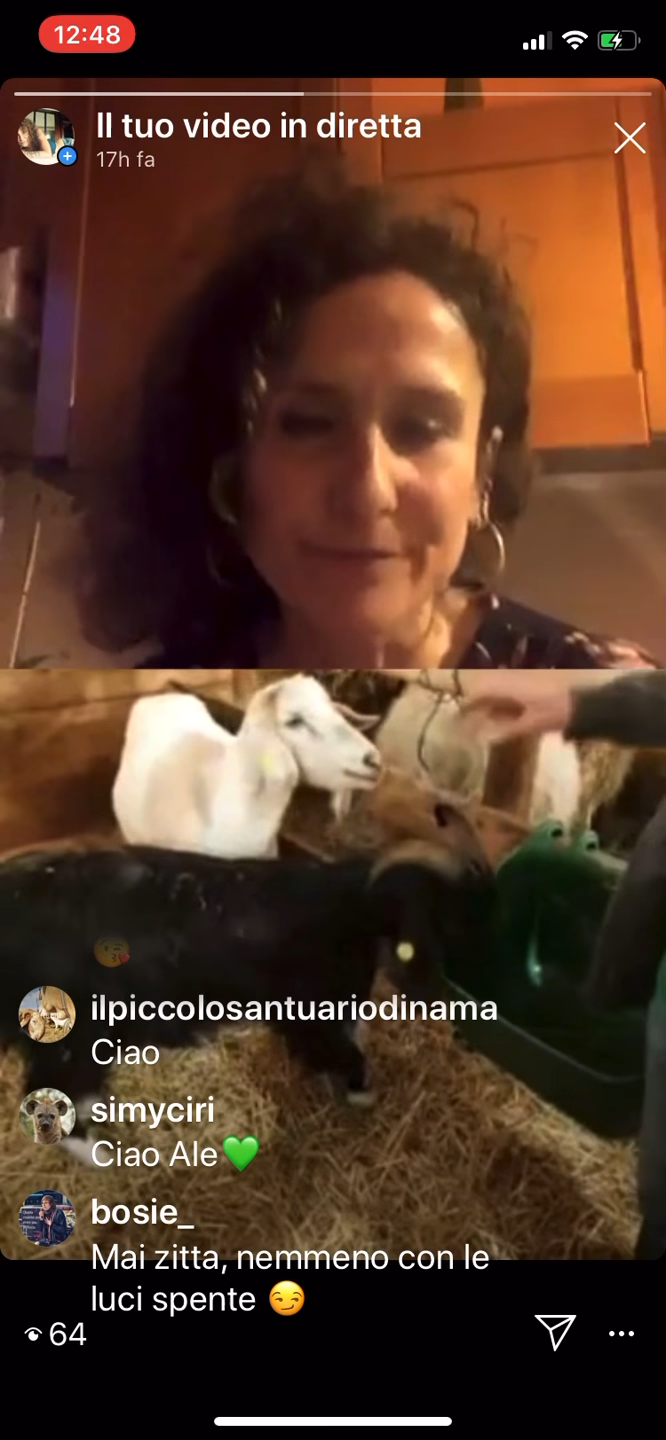 12:48
Il tuo video in diretta
17h fa
ilpiccolosantuariodinama
Ciao
simyciri
Ciao Ale💚
bosie_
Mai zitta, nemmeno con le
luci spente 😏
64